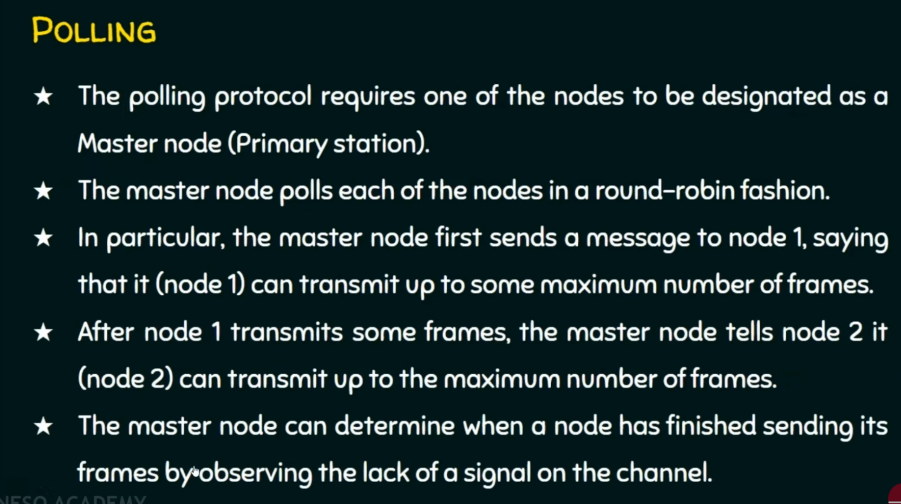 POLLING
★ The polling protocol requires one of the nodes to be designated as a
Master node (Primary station).
★ The master node polls each of the nodes in a round-robin fashion.
★ In particular, the master node first sends a message to node 1, saying
that it (node 1) can transmit up to some maximum number of frames.
★ After node 1 transmits some frames, the master node tells node 2 it
(node 2) can transmit up to the maximum number of frames.
★ The master node can determine when a node has finished sending its
frames by observing the lack of a signal on the channel.
NESO ACADEMY